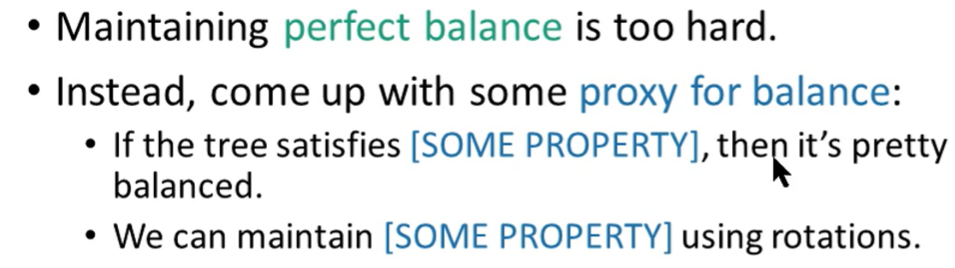 • Maintaining perfect balance is too hard.
• Instead, come up with some proxy for balance:
• If the tree satisfies [SOME PROPERTY], then it's pretty
balanced.
• We can maintain [SOME PROPERTY] using rotations.